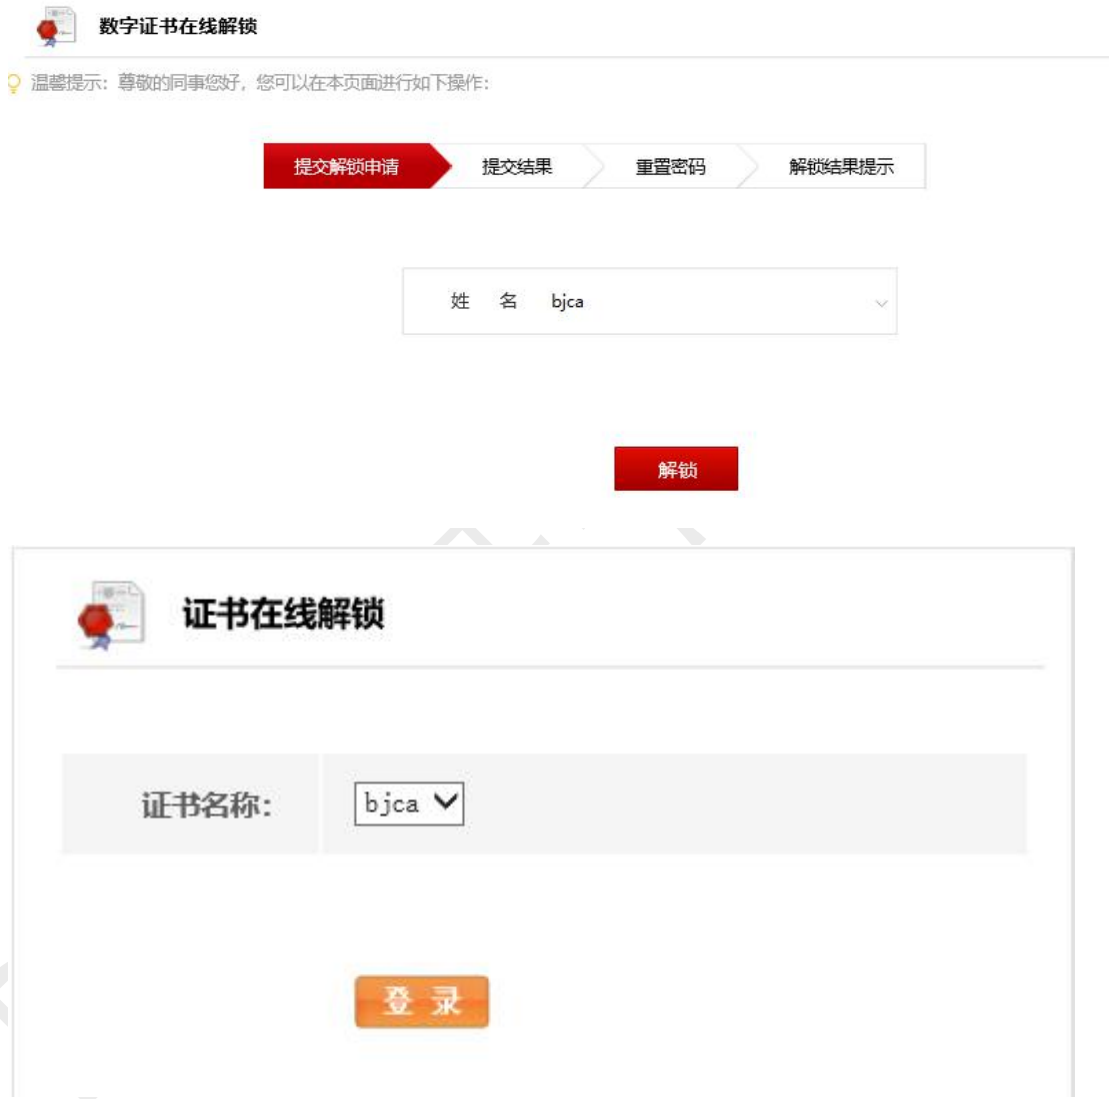 数字证书在线解锁
温馨提示：尊敬的同事您好，您可以在本页面进行如下操作：
提交解锁申请 提交结果 重置密码 解锁结果提示
姓 名 bjca
解锁
证书在线解锁
证书名称： bjca
登 录